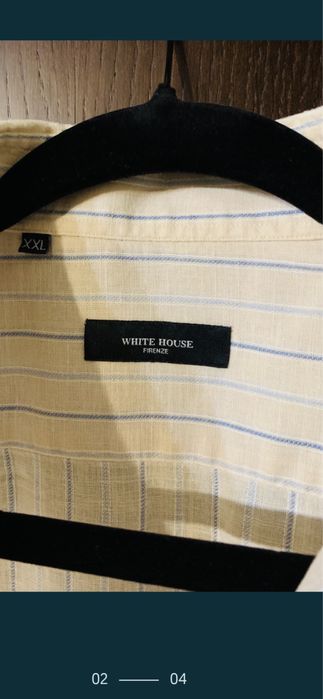 XXL
WHITE HOUSE
FIRENZE
02 04